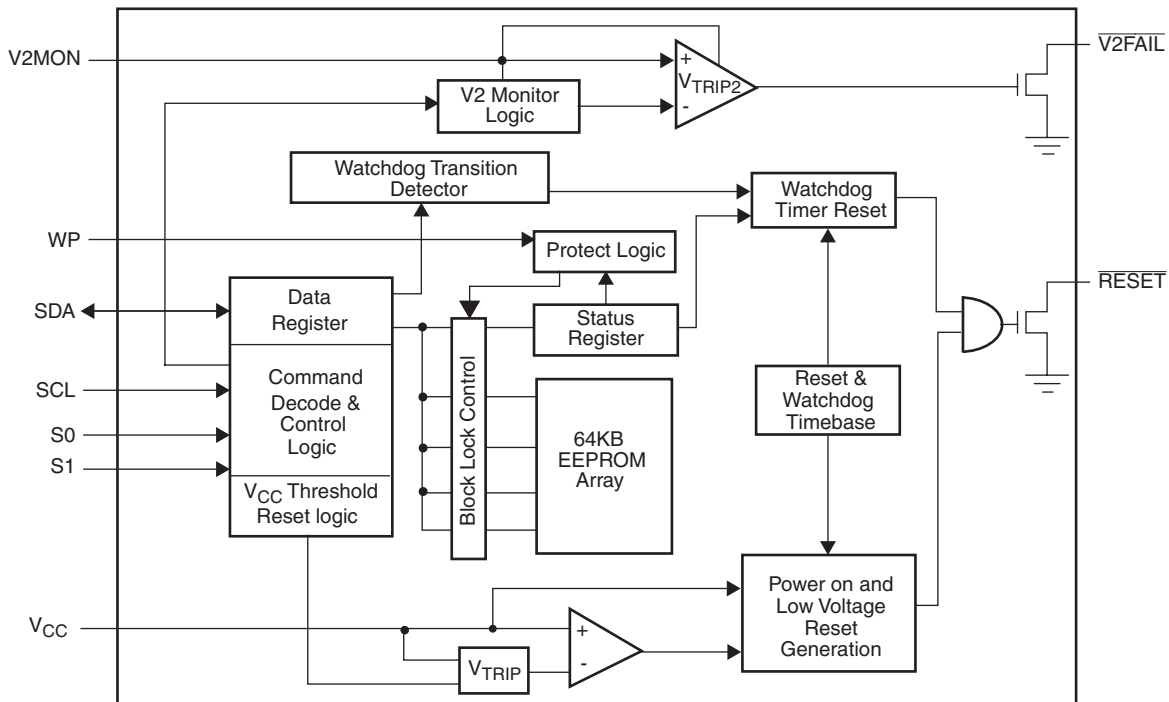 V2MON
V2FAIL
+
VTRIP2
-
V2 Monitor
Logic
Watchdog Transition
Detector
Watchdog
Timer Reset
WP
Protect Logic
RESET
SDA
Data
Register
Status
Register
SCL
Command
Decode &
Control
Logic
Reset &
Watchdog
Timebase
S0
S1
Block Lock Control
64KB
EEPROM
Array
VCC Threshold
Reset logic
Power on and
Low Voltage
Reset
Generation
VCC
+
-
VTRIP